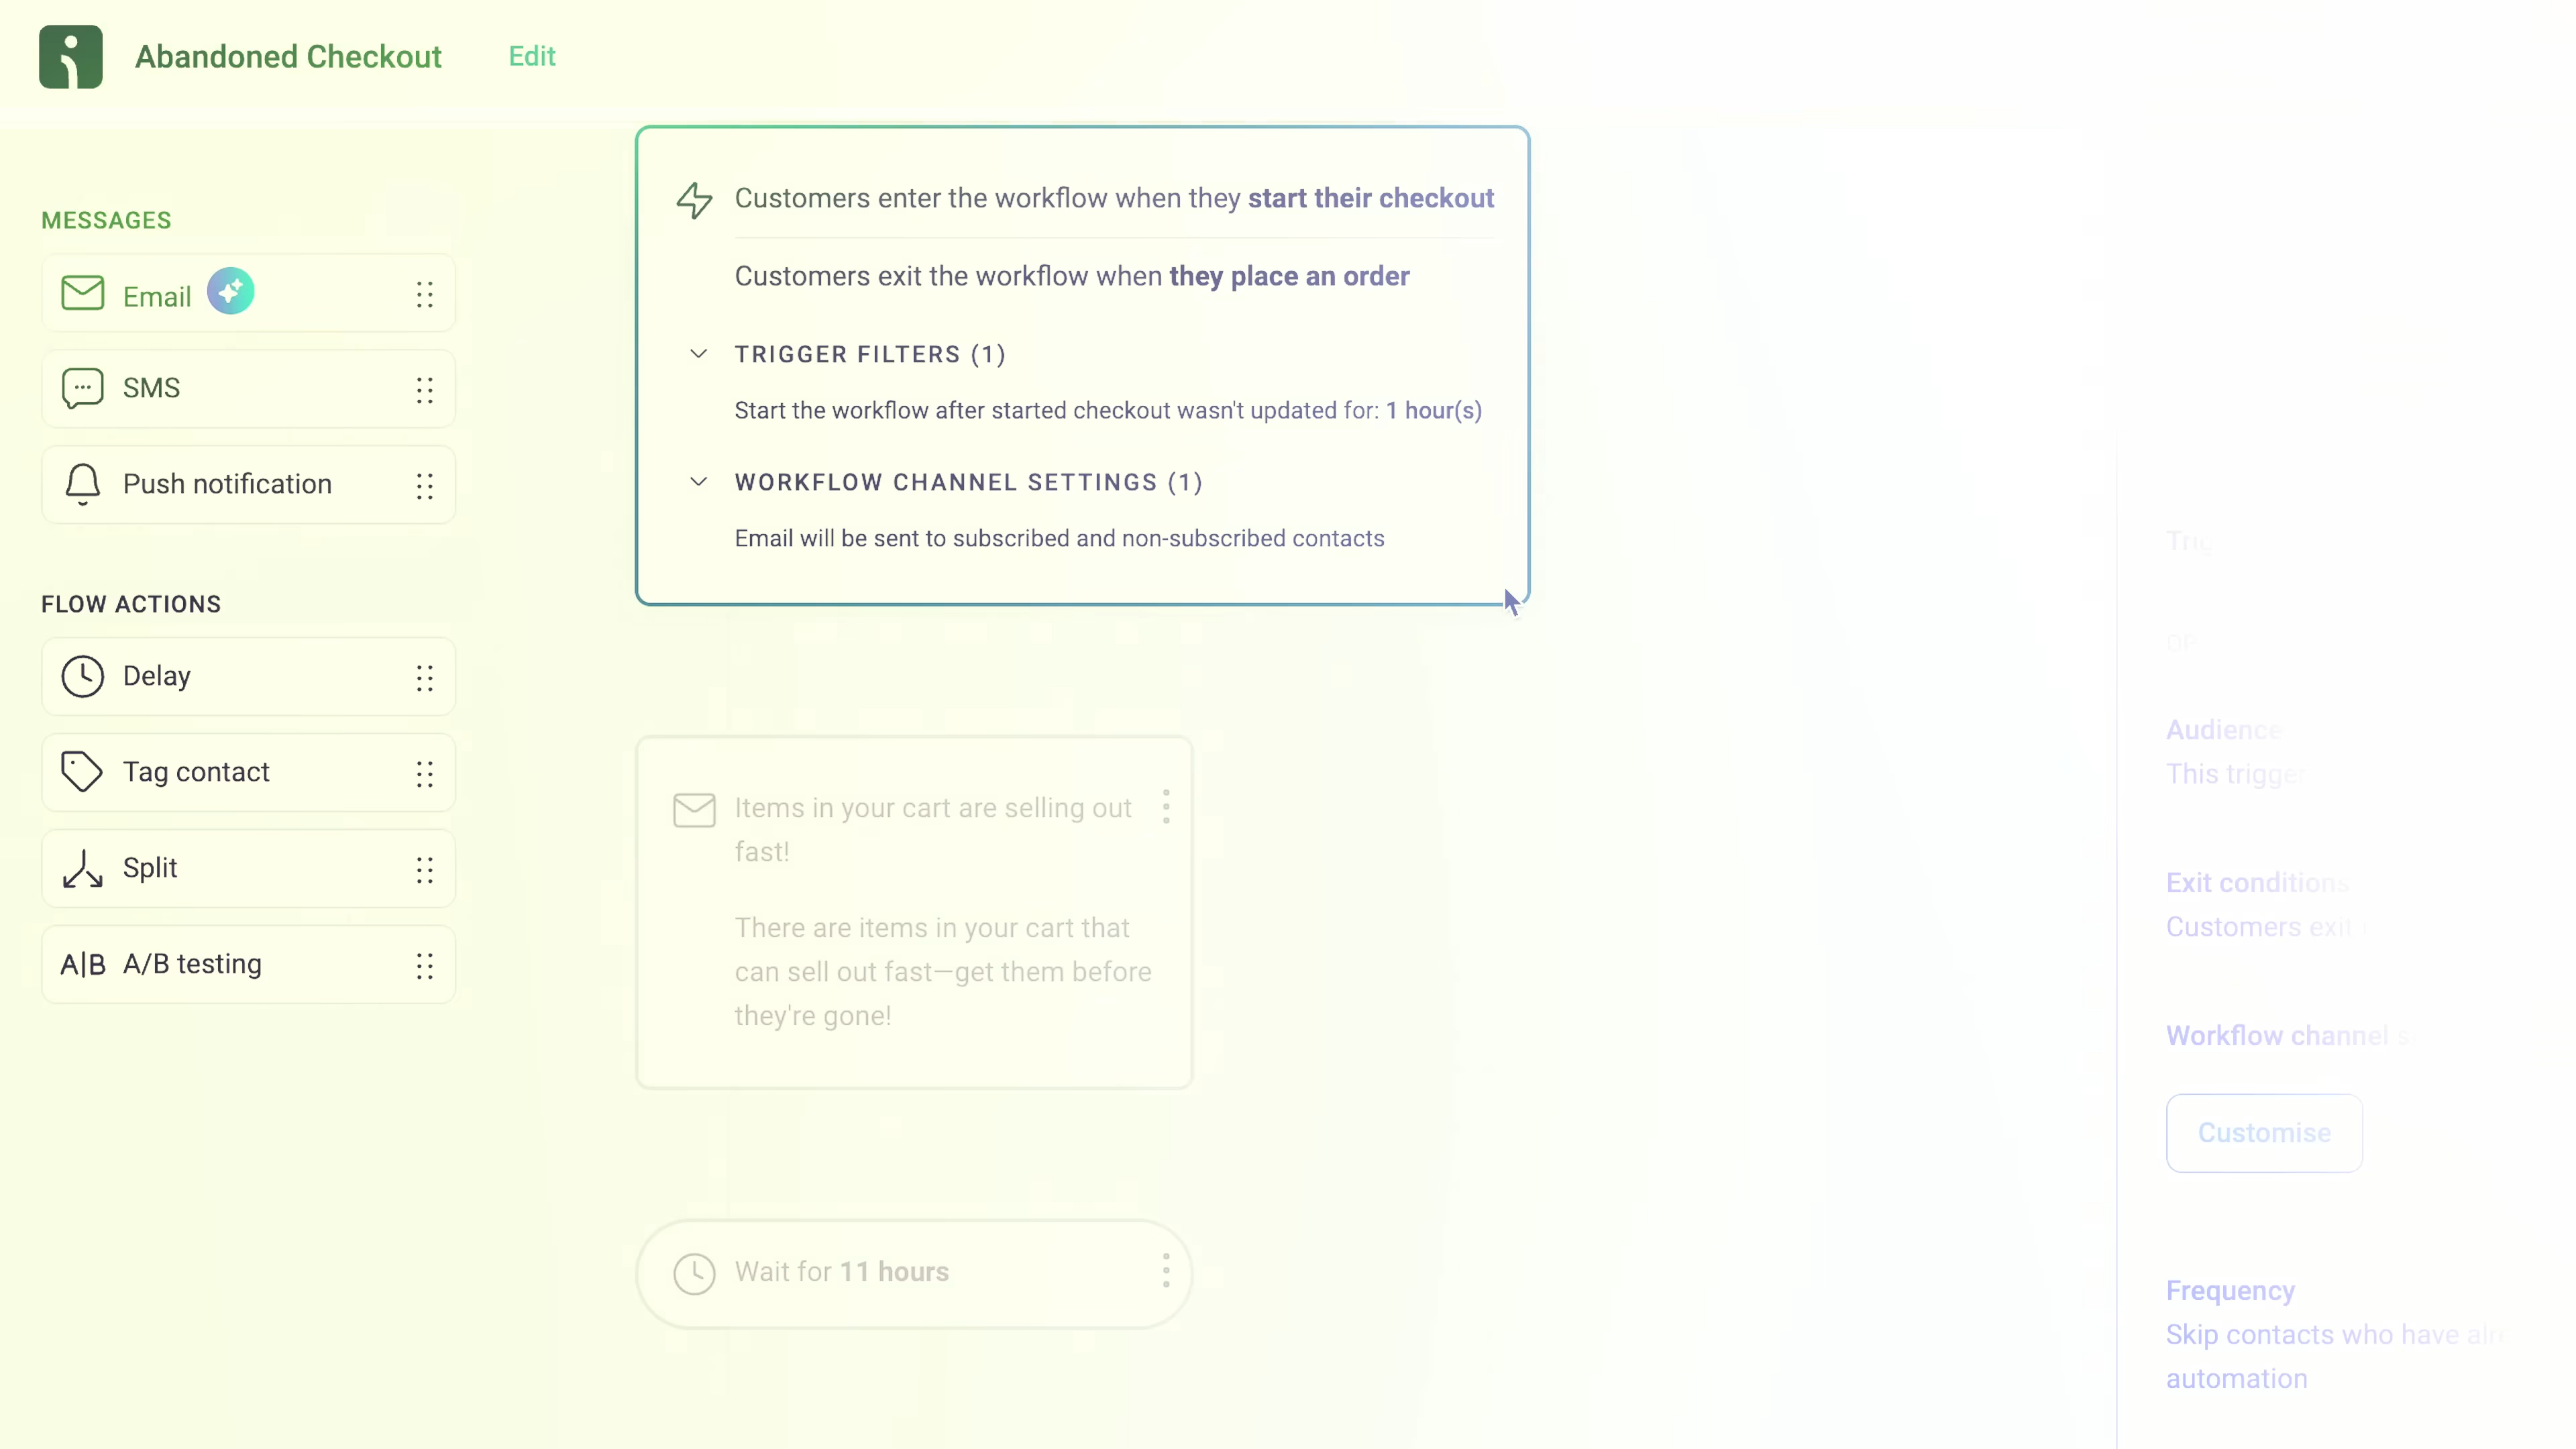 Abandoned Checkout
Edit
MESSAGES
Email
SMS
Push notification
FLOW ACTIONS
Delay
Tag contact
Split
A|B A/B testing
Customers enter the workflow when they start their checkout
Customers exit the workflow when they place an order
TRIGGER FILTERS (1)
Start the workflow after started checkout wasn't updated for: 1 hour(s)
WORKFLOW CHANNEL SETTINGS (1)
Email will be sent to subscribed and non-subscribed contacts
Items in your cart are selling out
fast!
There are items in your cart that
can sell out fast—get them before
they're gone!
Wait for 11 hours
Audience
This trigger
Exit conditions
Customers exit
Workflow channel
Customise
Frequency
Skip contacts who have
automation